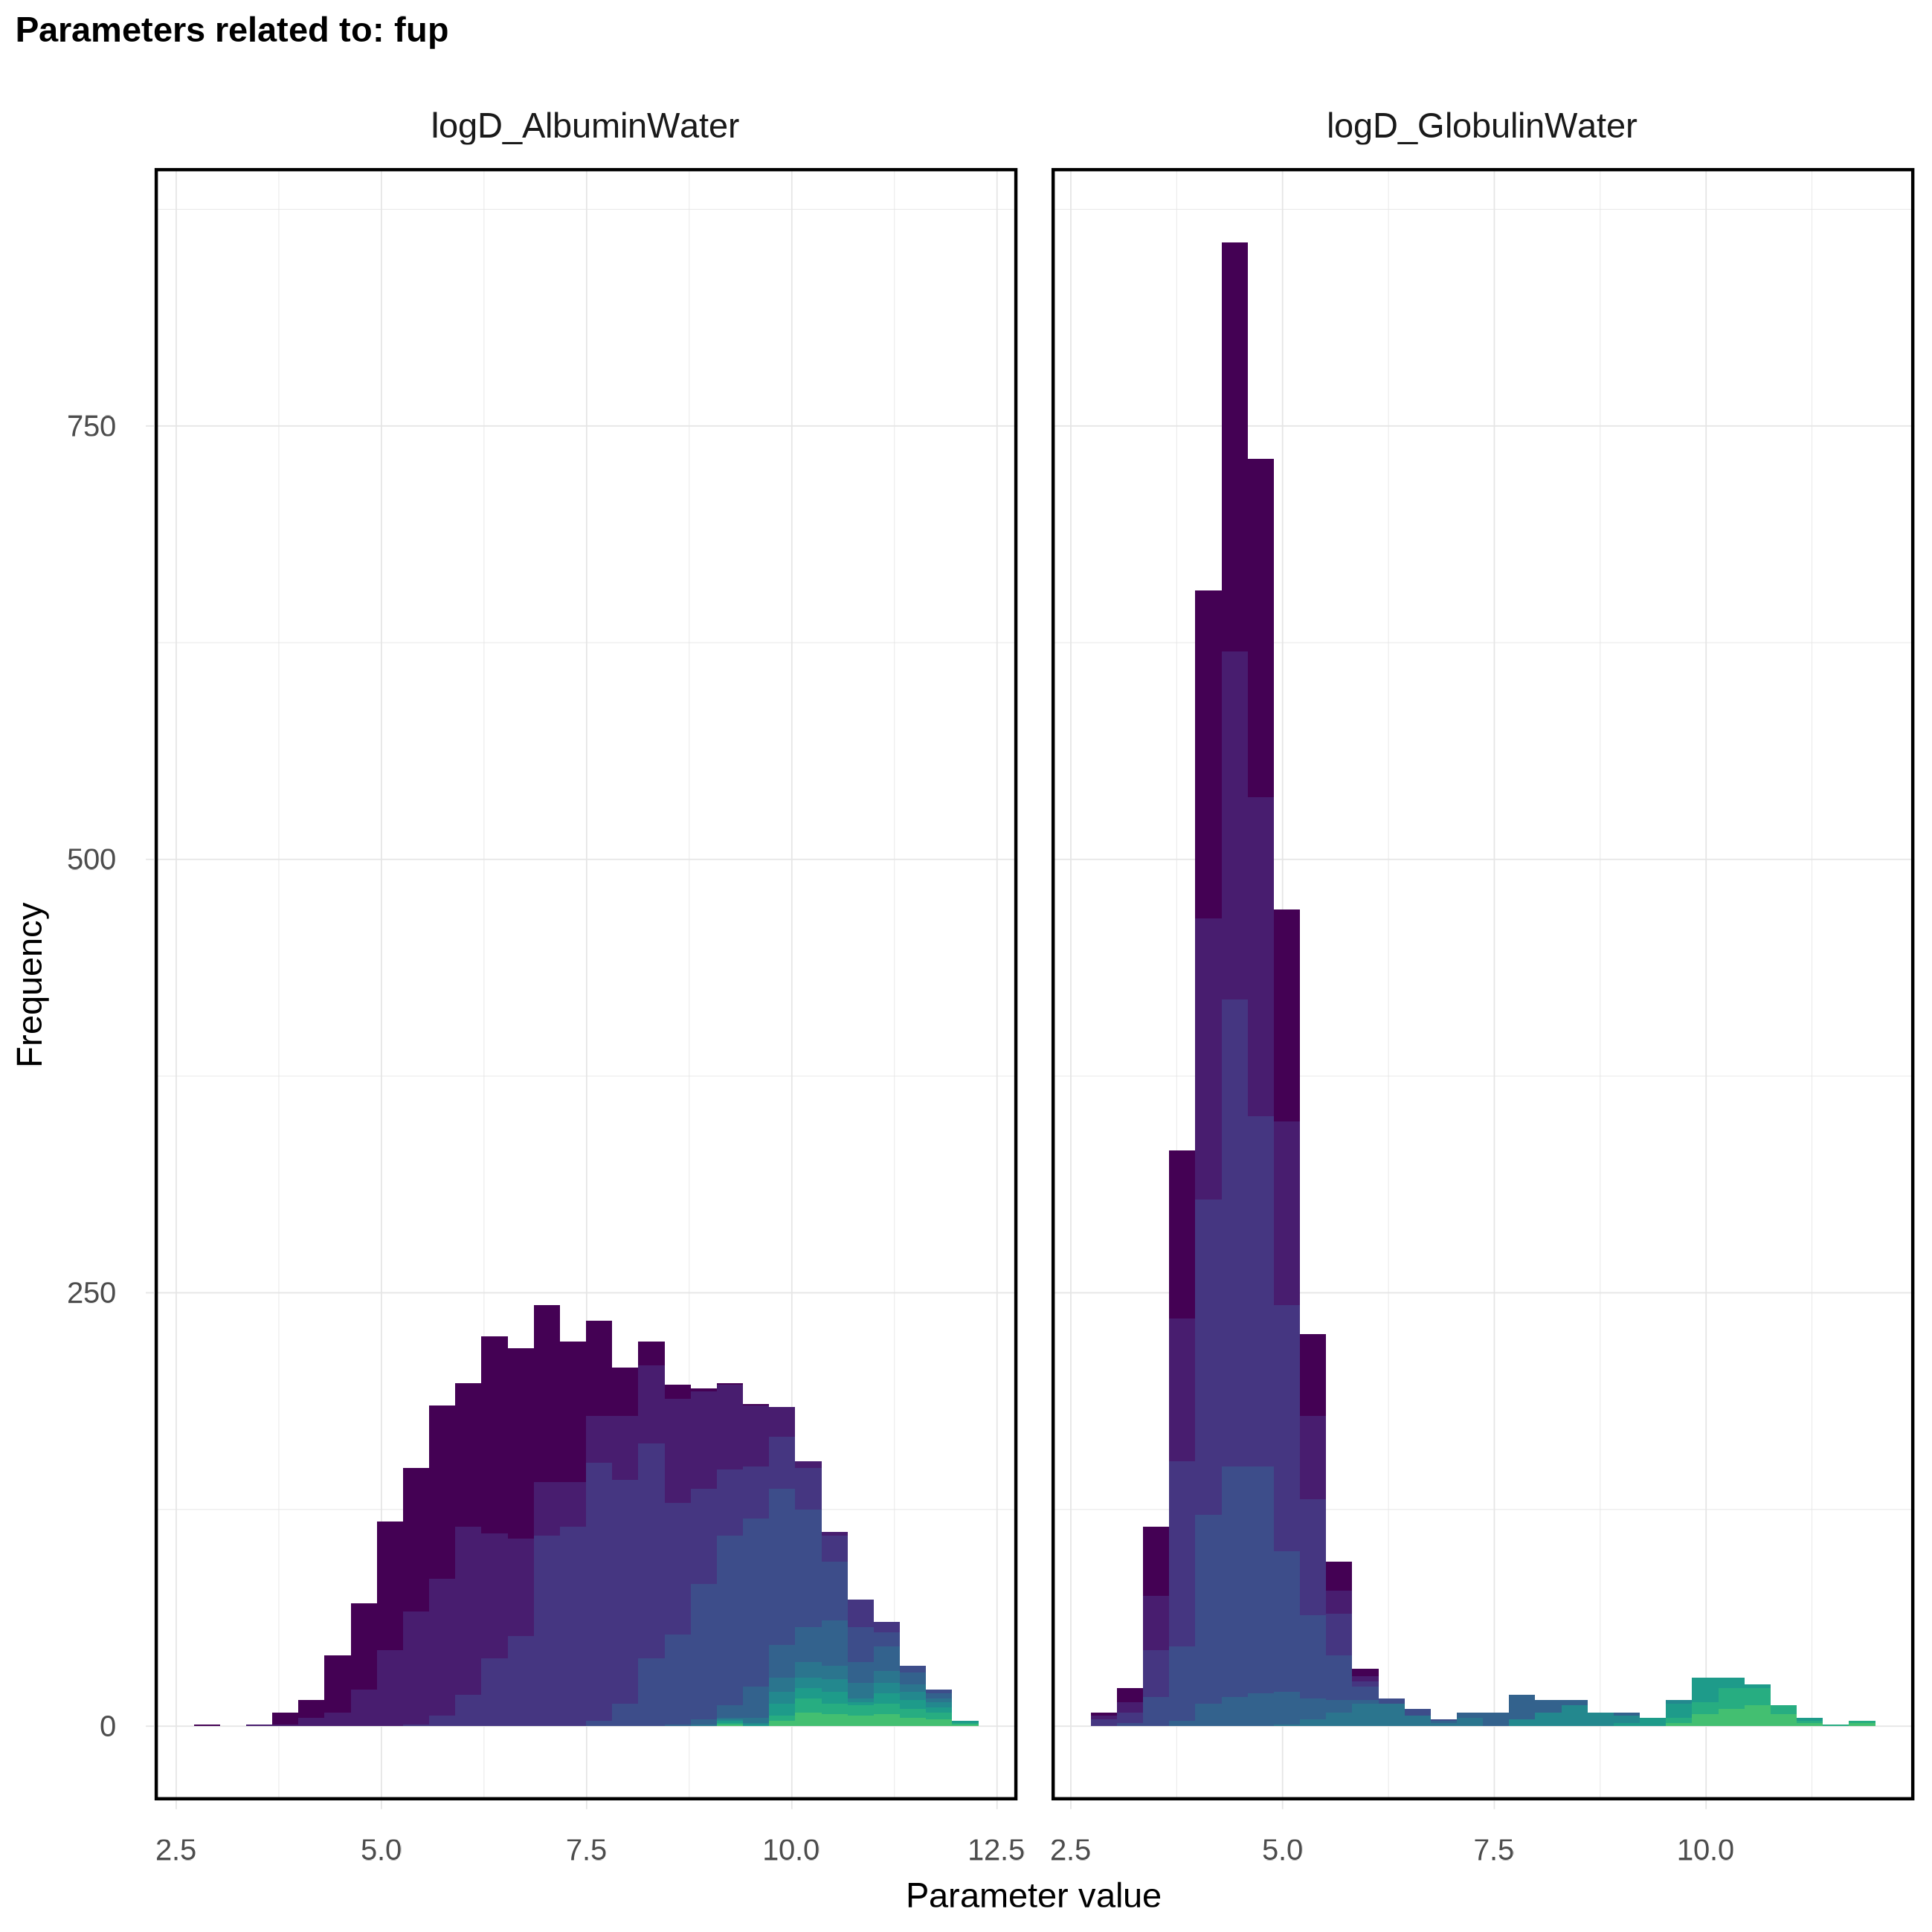 Parameters related to: fup
logD_AlbuminWater
logD_GlobulinWater
Frequency
750
500
250
0
2.5 5.0 7.5 10.0 12.5
2.5 5.0 7.5 10.0
Parameter value